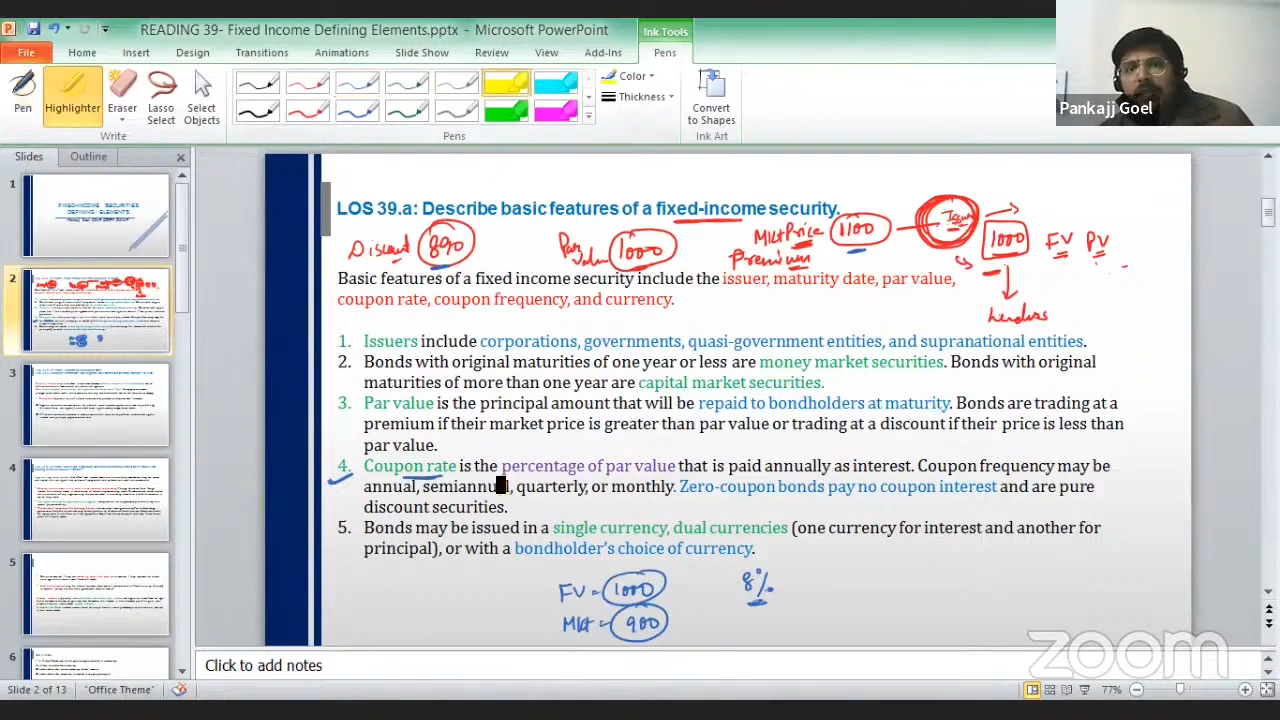 READING 39- Fixed Income Defining Elements.pptx - Microsoft PowerPoint
Ink Tools
File Home Insert Design Transitions Animations Slide Show Review View Add-Ins Pens
Pen Highlighter Eraser Lasso Select Select Objects
Color
Thickness
Convert to Shapes
Write
Pens
Ink Art
Pankajj Goel
Slides Outline
1
FIXED-INCOME SECURITIES
DEFINING ELEMENTS
2
3
4
5
6
LOS 39.a: Describe basic features of a fixed-income security.
Discount 890
Par Value 1000
Mkt Price 1100
Premium
Issuer
1000 FV PV
lenders
Basic features of a fixed income security include the issuer, maturity date, par value,
coupon rate, coupon frequency, and currency.
1. Issuers include corporations, governments, quasi-government entities, and supranational entities.
2. Bonds with original maturities of one year or less are money market securities. Bonds with original
maturities of more than one year are capital market securities.
3. Par value is the principal amount that will be repaid to bondholders at maturity. Bonds are trading at a
premium if their market price is greater than par value or trading at a discount if their price is less than
par value.
4. Coupon rate is the percentage of par value that is paid annually as interest. Coupon frequency may be
annual, semiannual, quarterly, or monthly. Zero-coupon bonds pay no coupon interest and are pure
discount securities.
5. Bonds may be issued in a single currency, dual currencies (one currency for interest and another for
principal), or with a bondholder's choice of currency.
FV = 1000 8%
Mkt = 900
zoom
Click to add notes
Slide 2 of 13 "Office Theme" 77%